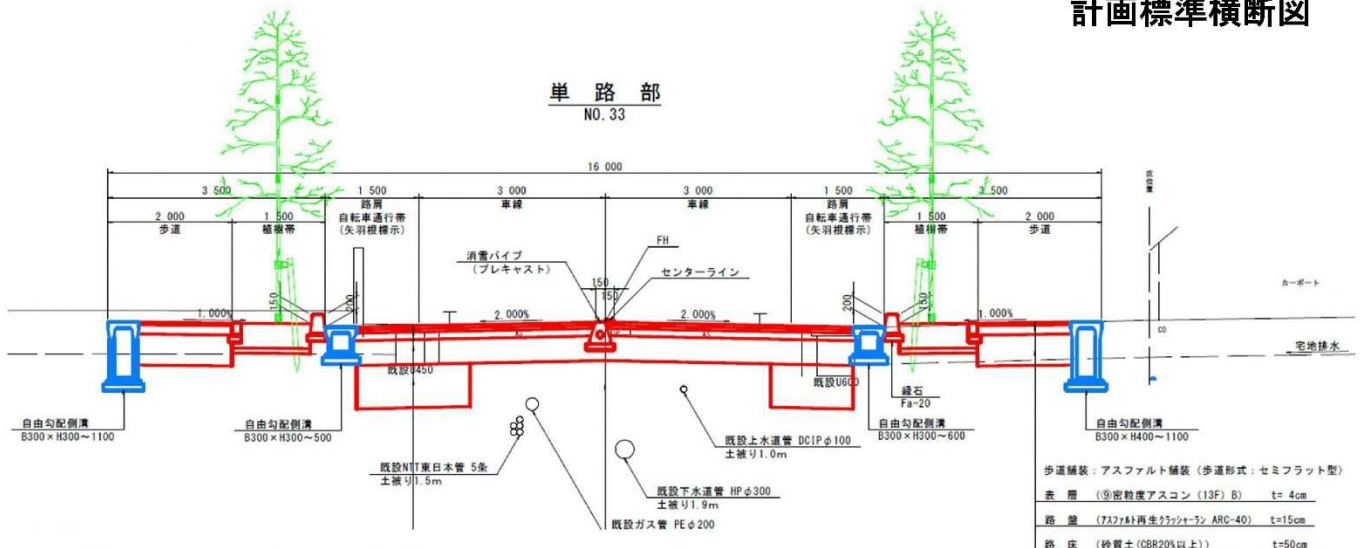 計画標準横断図
単 路 部
NO.33
16 000
3 500
1 500
3 000
3 000
1 500
3 500
路肩
自転車通行帯
(矢羽根標示)
車線
車線
路肩
自転車通行帯
(矢羽根標示)
2 000
歩道
1 500
植樹帯
1 500
植樹帯
2 000
歩道
消雪パイプ
(プレキャスト)
FH
センターライン
150
150
150
200
200
150
1.000%
2.000%
2.000%
1.000%
カーポート
CO
宅地排水
既設U450
既設U600
縁石
Fa-20
自由勾配側溝
B300×H300~1100
自由勾配側溝
B300×H300~500
自由勾配側溝
B300×H300~600
自由勾配側溝
B300×H400~1100
既設NTT東日本管 5条
土被り1.5m
既設上水道管 DCIPφ100
土被り1.0m
既設下水道管 HPφ300
土被り1.9m
既設ガス管 PEφ200
歩道舗装:アスファルト舗装(歩道形式:セミフラット型)
表 層 (⑨密粒度アスコン(13F)B) t= 4cm
路 盤 (アスファルト再生クラッシャーラン ARC-40) t=15cm
路 床 (砂質土(CBR20%以上)) t=50cm